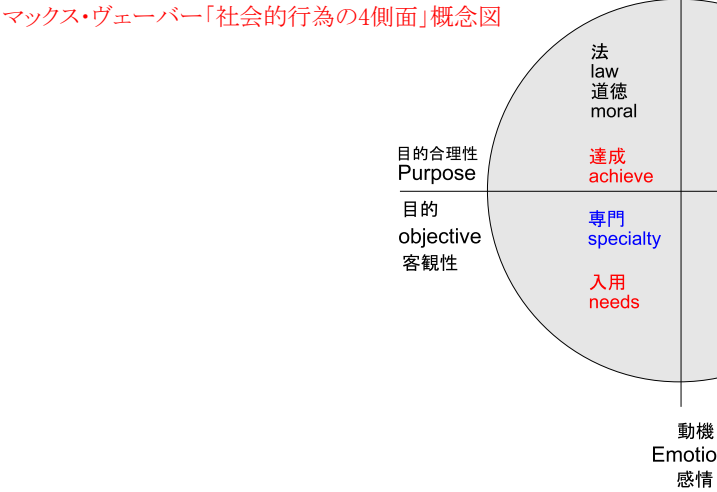 マックス・ヴェーバー「社会的行為の4側面」概念図
法
law
道徳
moral
目的合理性
Purpose
達成
achieve
目的
objective
客観性
専門
specialty
入用
needs
動機
Emotio
感情